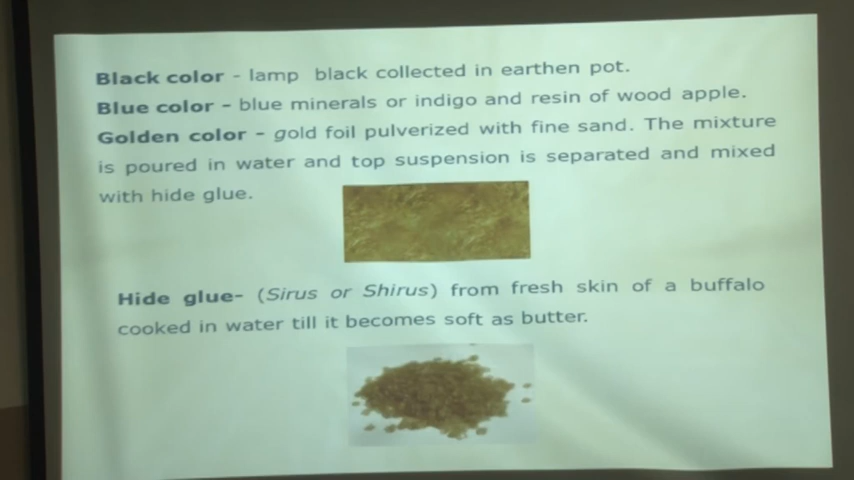 Black color - lamp black collected in earthen pot.
Blue color – blue minerals or indigo and resin of wood apple.
Golden color – gold foil pulverized with fine sand. The mixture
is poured in water and top suspension is separated and mixed
with hide glue.
Hide glue- (Sirus or Shirus) from fresh skin of a buffalo
cooked in water till it becomes soft as butter.